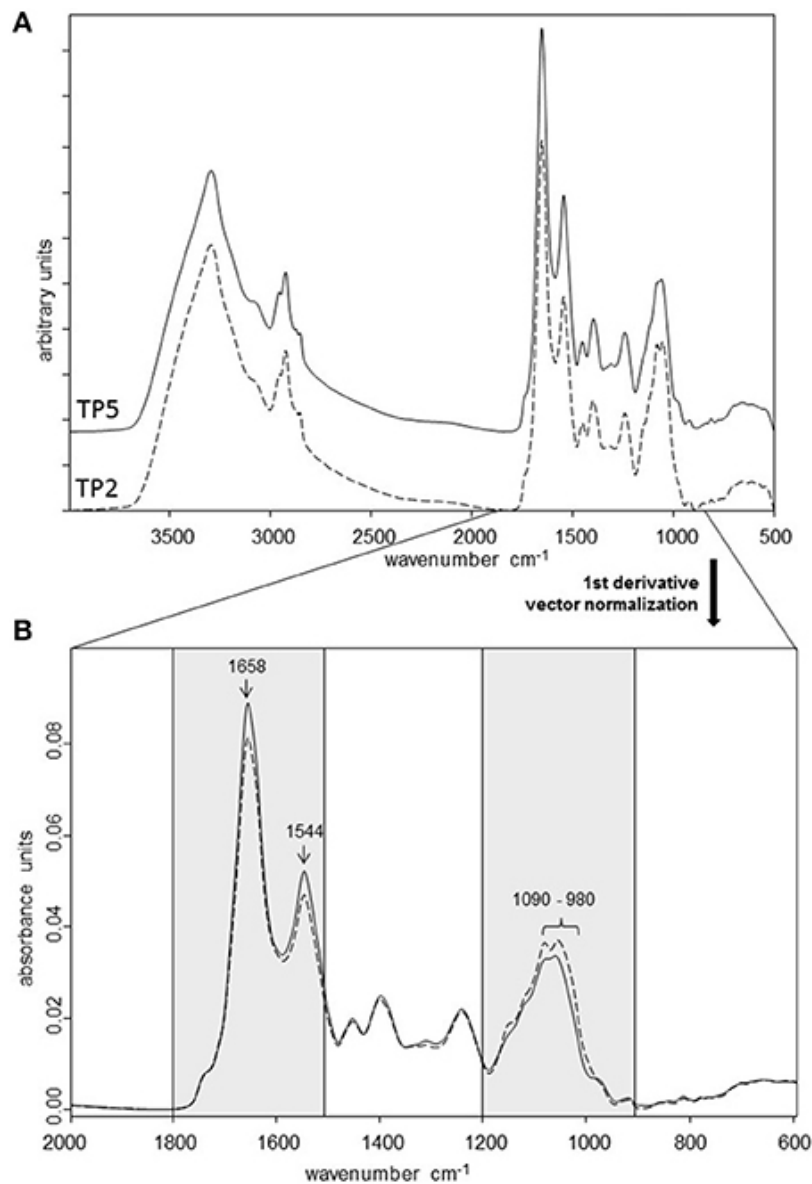 A
arbitrary units
TP5
TP2
3500 3000 2500 2000 1500 1000 500
wavenumber cm⁻¹
1st derivative
vector normalization
B
1658
1544
1090 - 980
absorbance units
0.08
0.06
0.04
0.02
0.00
2000 1800 1600 1400 1200 1000 800 600
wavenumber cm⁻¹